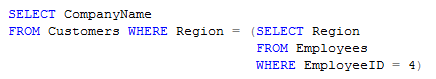 SELECT CompanyName
FROM Customers WHERE Region = (SELECT Region
FROM Employees
WHERE EmployeeID = 4)